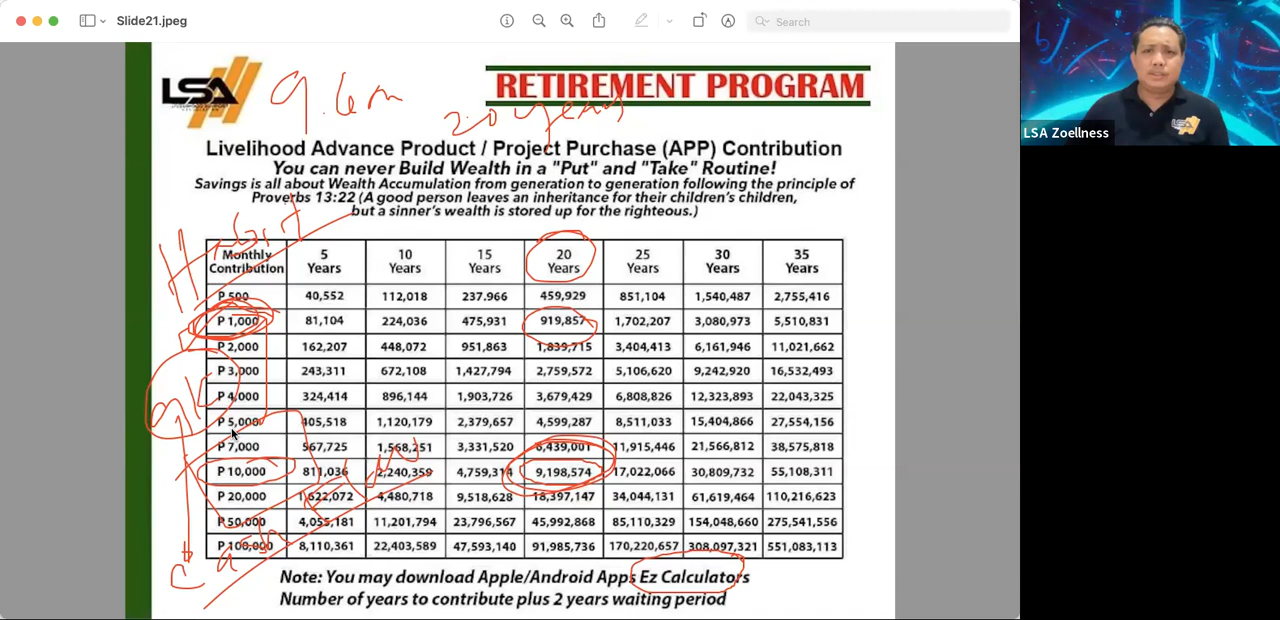 Slide21.jpeg
Search
LSA
RETIREMENT PROGRAM
9.6m
20 years
LSA Zoellness
Livelihood Advance Product / Project Purchase (APP) Contribution
You can never Build Wealth in a "Put" and "Take" Routine!
Savings is all about Wealth Accumulation from generation to generation following the principle of
Proverbs 13:22 (A good person leaves an inheritance for their children's children,
but a sinner's wealth is stored up for the righteous.)
Habit
Monthly Contribution 5 Years 10 Years 15 Years 20 Years 25 Years 30 Years 35 Years
P 500 40,552 112,018 237.966 459,929 851,104 1,540,487 2,755,416
P 1,000 81,104 224,036 475,931 919,857 1,702,207 3,080,973 5,510,831
P 2,000 162,207 448,072 951,863 1,839,715 3,404,413 6,161,946 11,021,662
P 3,000 243,311 672,108 1,427,794 2,759,572 5,106,620 9,242,920 16,532,493
P 4,000 324,414 896,144 1,903,726 3,679,429 6,808,826 12,323,893 22,043,325
9K
P 5,000 405,518 1,120,179 2,379,657 4,599,287 8,511,033 15,404,866 27,554,156
P 7,000 567,725 1,568,251 3,331,520 6,439,001 11,915,446 21,566,812 38,575,818
P 10,000 811,036 2,240,359 4,759,314 9,198,574 17,022,066 30,809,732 55,108,311
P 20,000 1,622,072 4,480,718 9,518,628 18,397,147 34,044,131 61,619,464 110,216,623
P 50,000 4,055,181 11,201,794 23,796,567 45,992,868 85,110,329 154,048,660 275,541,556
P 100,000 8,110,361 22,403,589 47,593,140 91,985,736 170,220,657 308,097,321 551,083,113
Cash Flow
Note: You may download Apple/Android Apps Ez Calculators
Number of years to contribute plus 2 years waiting period